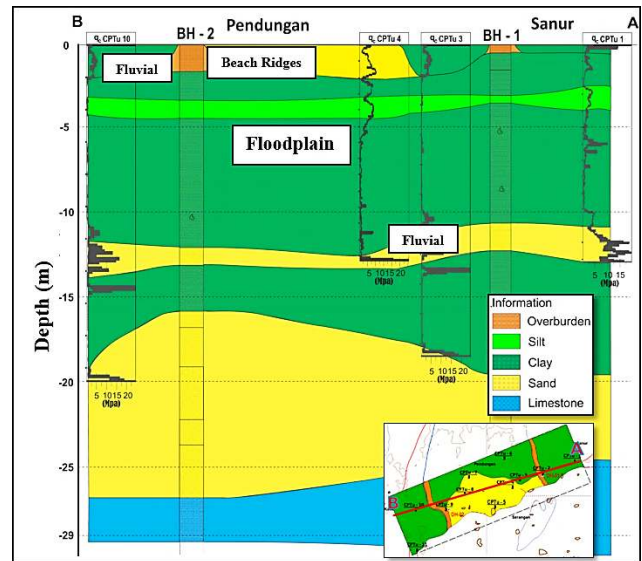 B Pendungan Sanur A
qc CPTu 10 BH - 2 qc CPTu 4 qc CPTu 3 BH - 1 qc CPTu 1
0
Fluvial Beach Ridges
-5
Floodplain
-10
Fluvial
5 10 15 20
(Mpa)
5 10 15
(Mpa)
-15
5 10 15 20
(Mpa)
-20
5 10 15 20
(Mpa)
-25
-29
Depth (m)
Information
Overburden
Silt
Clay
Sand
Limestone
A
B